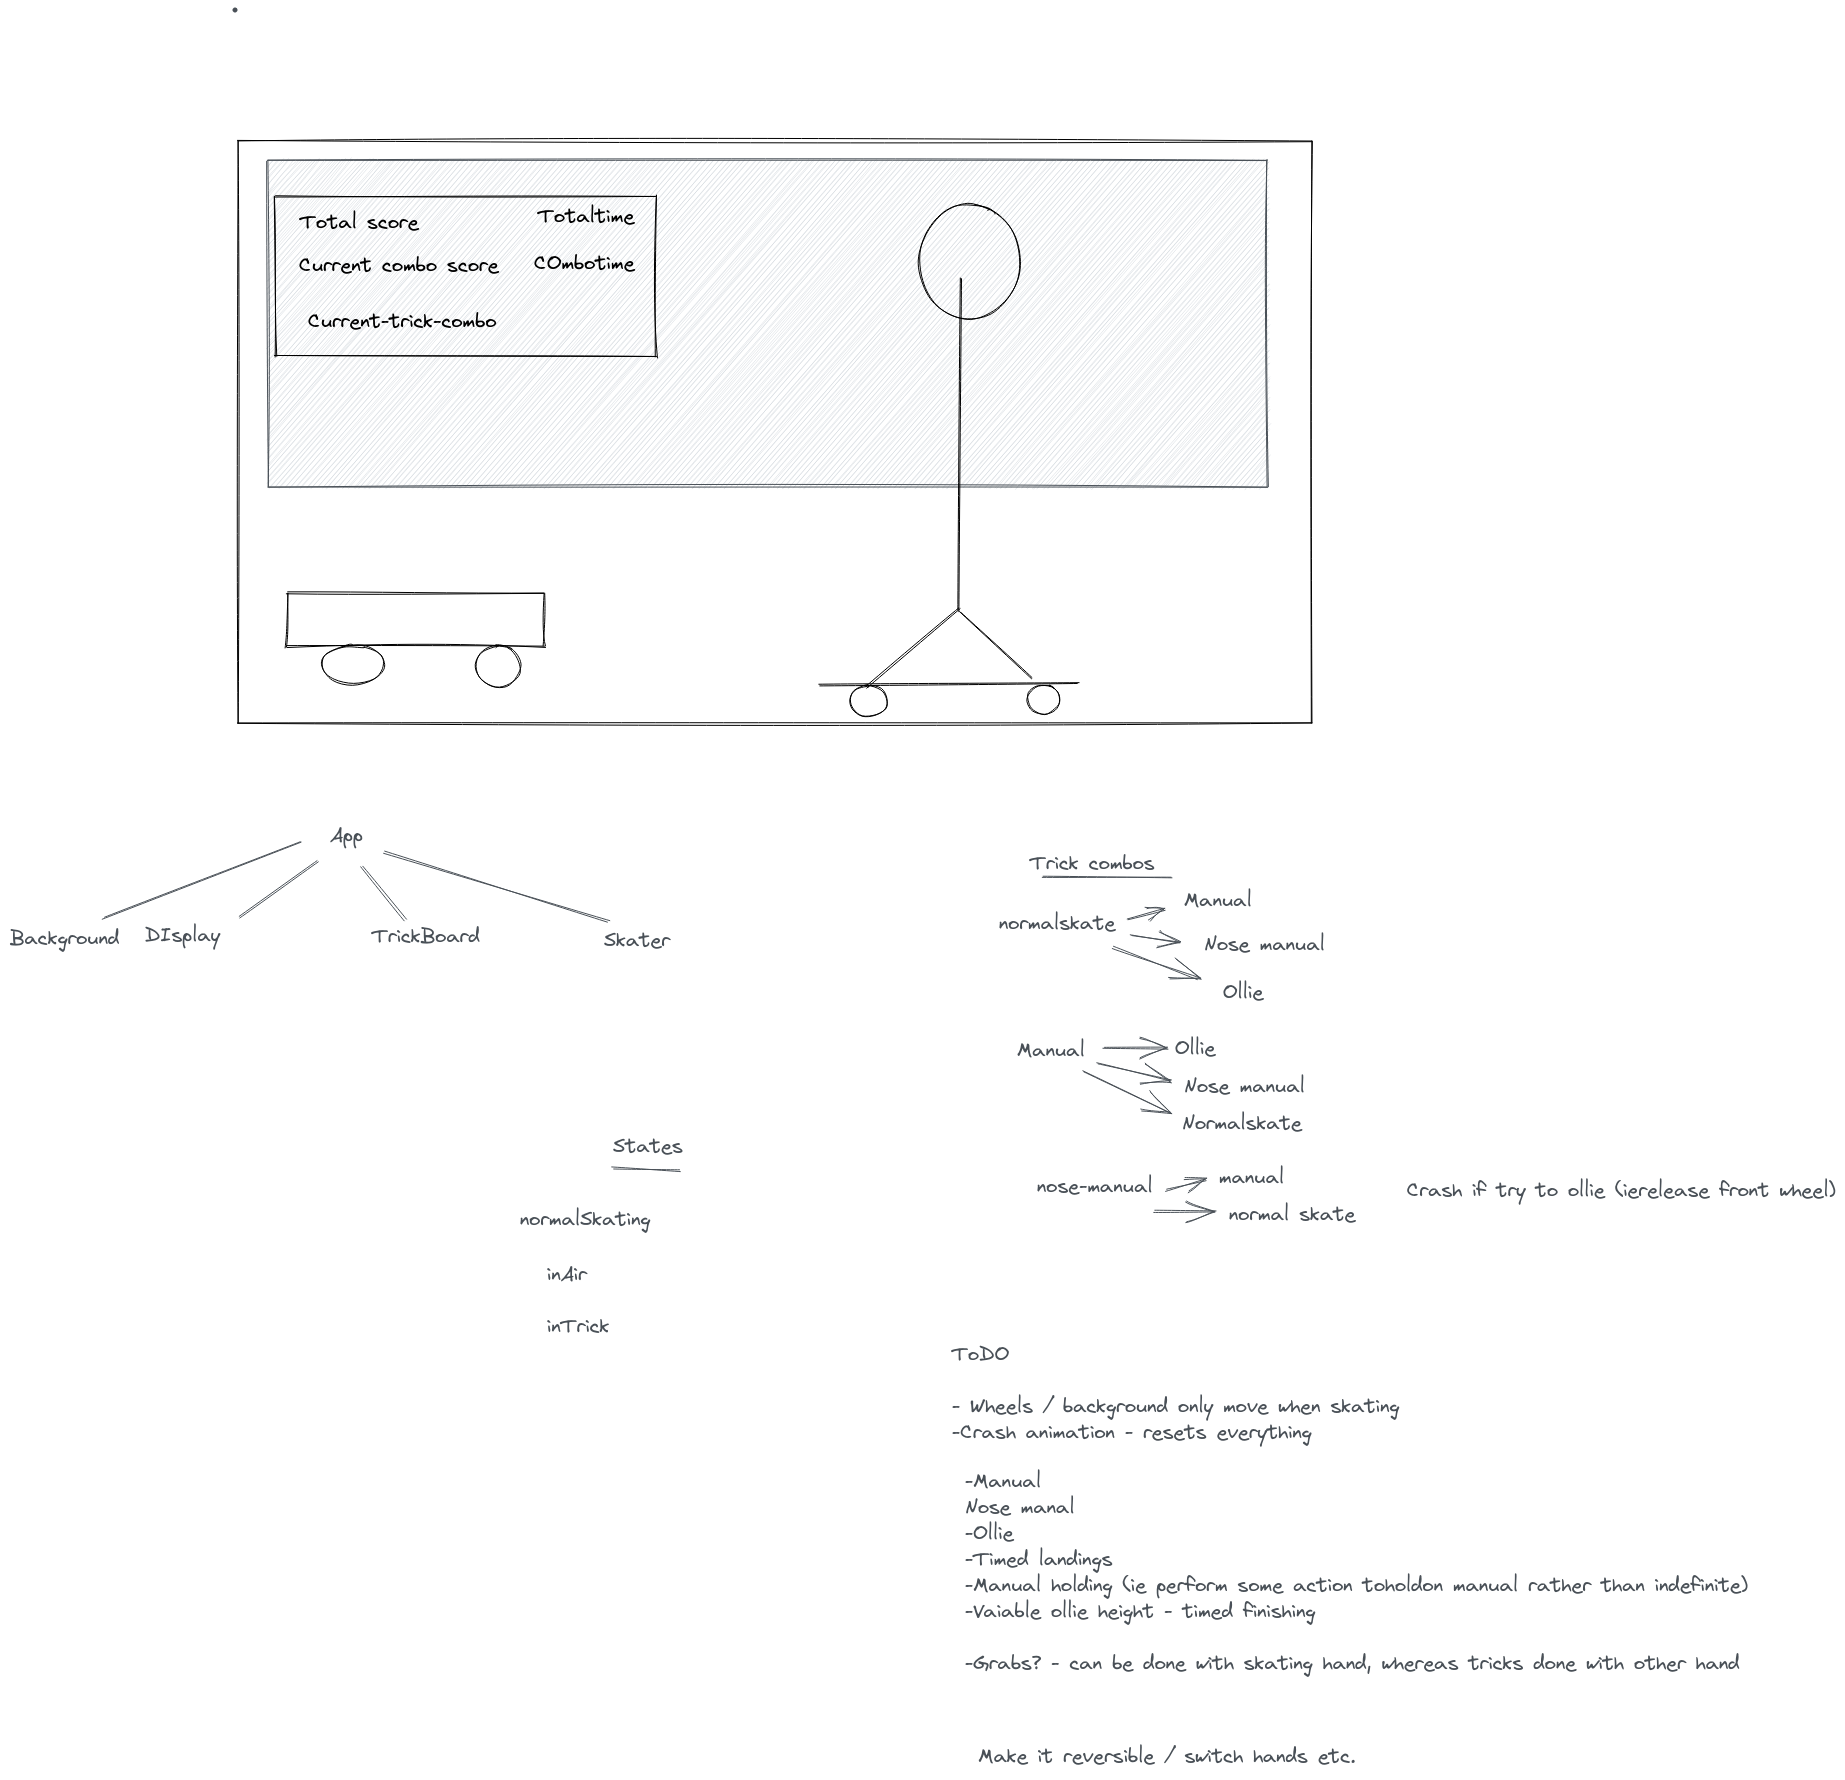 Total score
Totaltime
Current combo score
COmbotime
Current-trick-combo
App
Background
DIsplay
TrickBoard
Skater
Trick combos
normalskate
Manual
Nose manual
Ollie
Manual
Ollie
Nose manual
Normalskate
nose-manual
manual
normal skate
Crash if try to ollie (ierelease front wheel)
States
normalSkating
inAir
inTrick
ToDO
- Wheels / background only move when skating
-Crash animation - resets everything
-Manual
Nose manal
-Ollie
-Timed landings
-Manual holding (ie perform some action toholdon manual rather than indefinite)
-Vaiable ollie height - timed finishing
-Grabs? - can be done with skating hand, whereas tricks done with other hand
Make it reversible / switch hands etc.